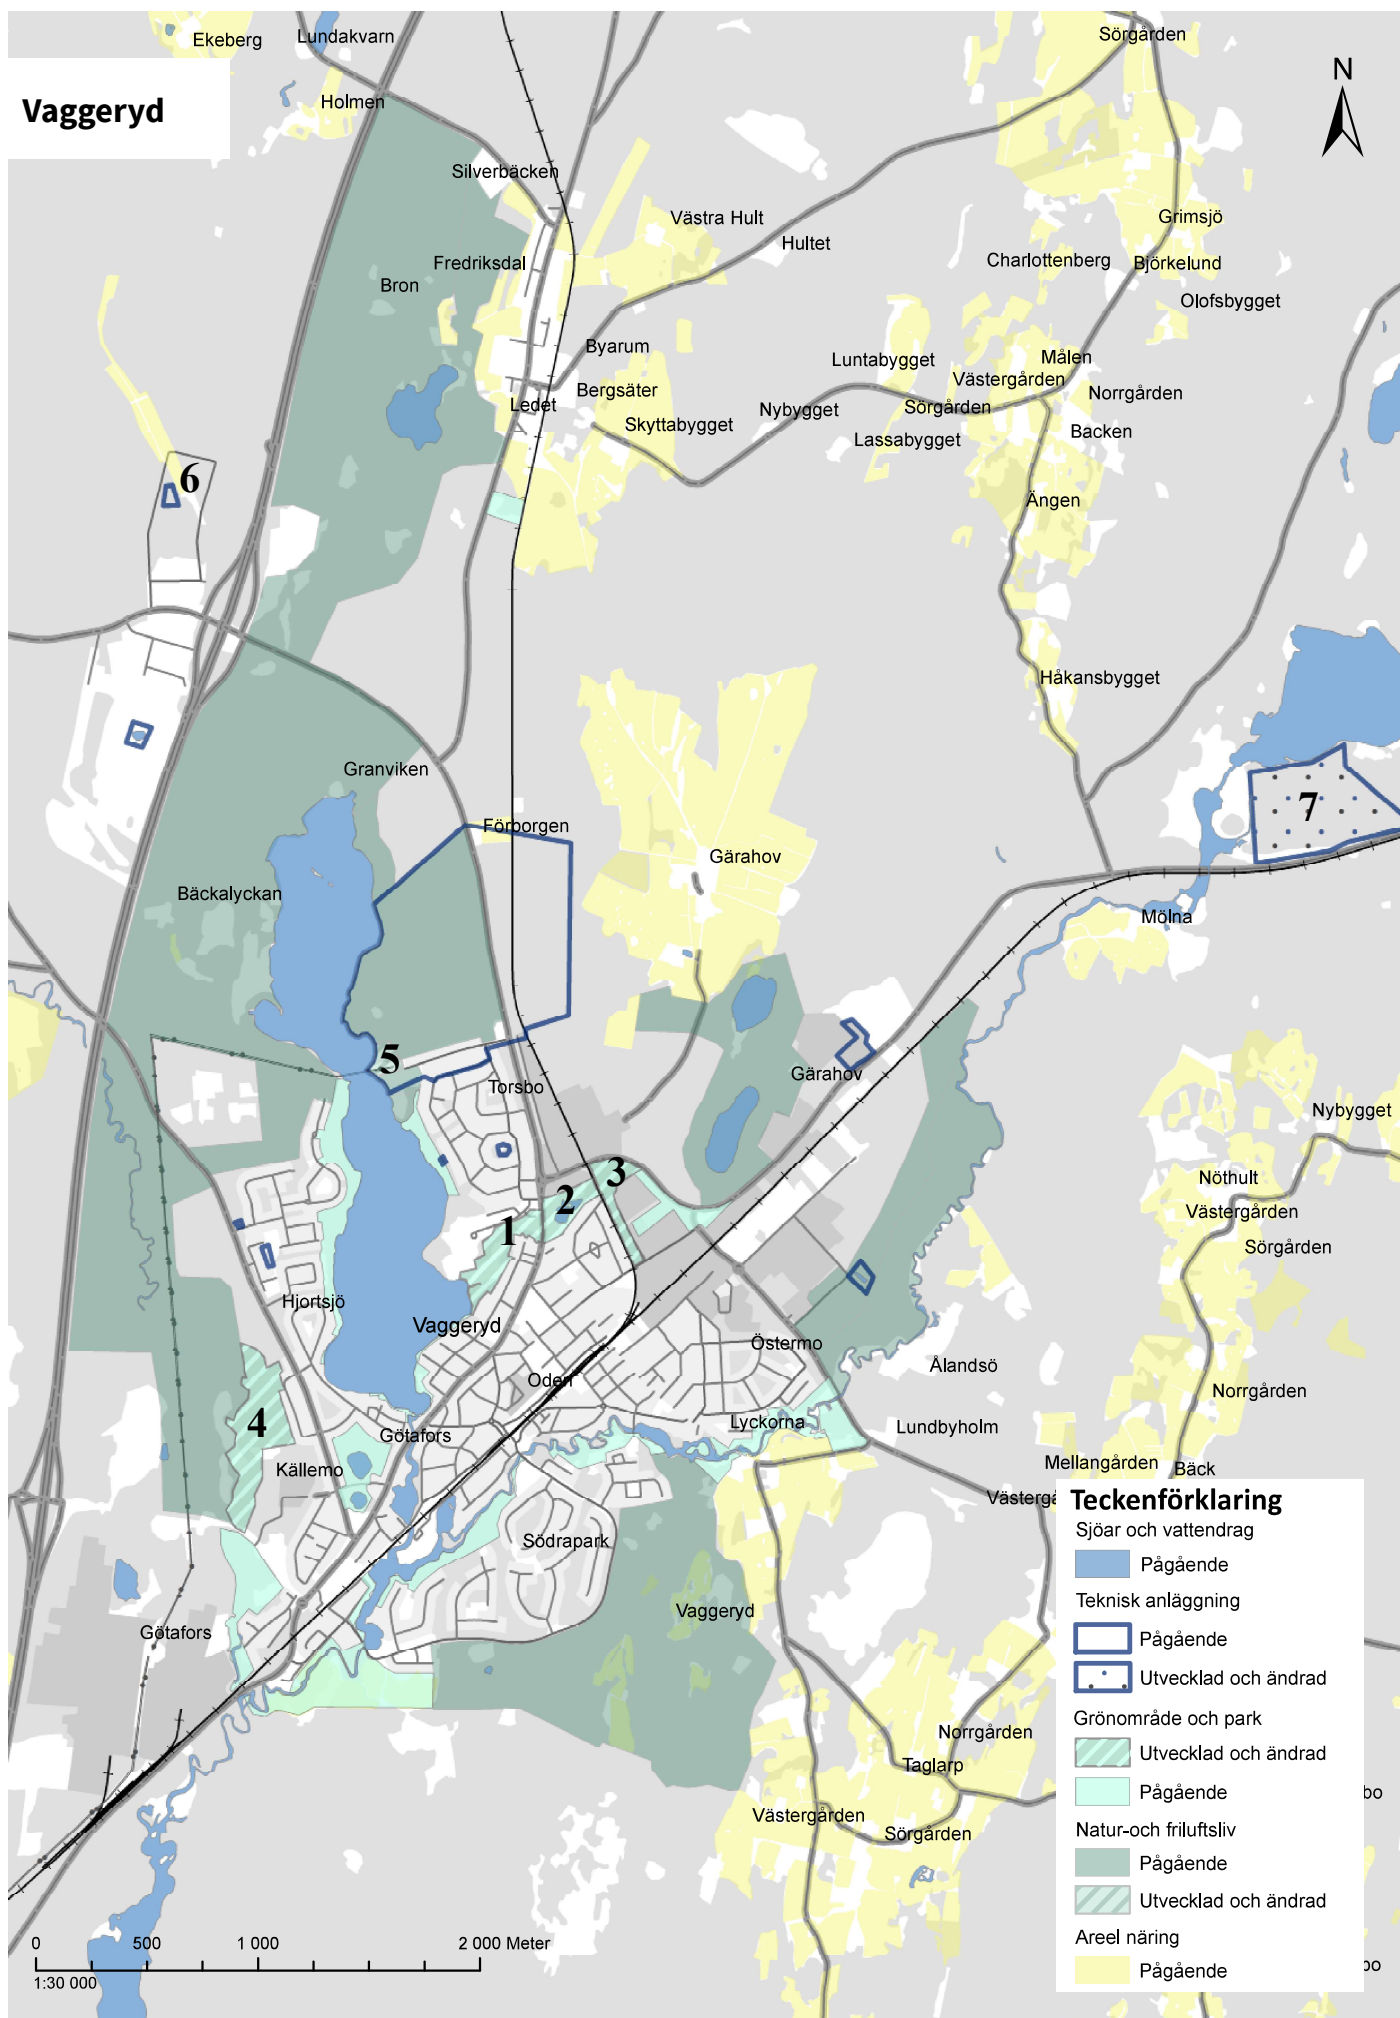 Ekeberg
Lundakvarn
Sörgården
N
Vaggeryd
Holmen
Silverbäcken
Västra Hult
Grimsjö
Hultet
Fredriksdal
Charlottenberg
Björkelund
Bron
Olofsbygget
Byarum
Luntabygget
Målen
Västergården
Bergsäter
Norrgården
Ledet
Nybygget
Sörgården
Skyttabygget
Lassabygget
Backen
6
Ängen
Håkansbygget
Granviken
7
Förborgen
Gärahov
Bäckalyckan
Mölna
5
Gärahov
Torsbo
Nybygget
3
Nöthult
2
Västergården
1
Sörgården
Hjortsjö
Vaggeryd
Östermo
Ålandsö
Oden
Norrgården
4
Lyckorna
Lundbyholm
Götafors
Källemo
Mellangården
Bäck
Västergå
Södrapark
Vaggeryd
Götafors
Norrgården
Taglarp
Västergården
Sörgården
Teckenförklaring
Sjöar och vattendrag
Pågående
Teknisk anläggning
Pågående
Utvecklad och ändrad
Grönområde och park
Utvecklad och ändrad
Pågående
bo
Natur-och friluftsliv
Pågående
Utvecklad och ändrad
Areel näring
Pågående
bo
0 500 1 000 2 000 Meter
1:30 000